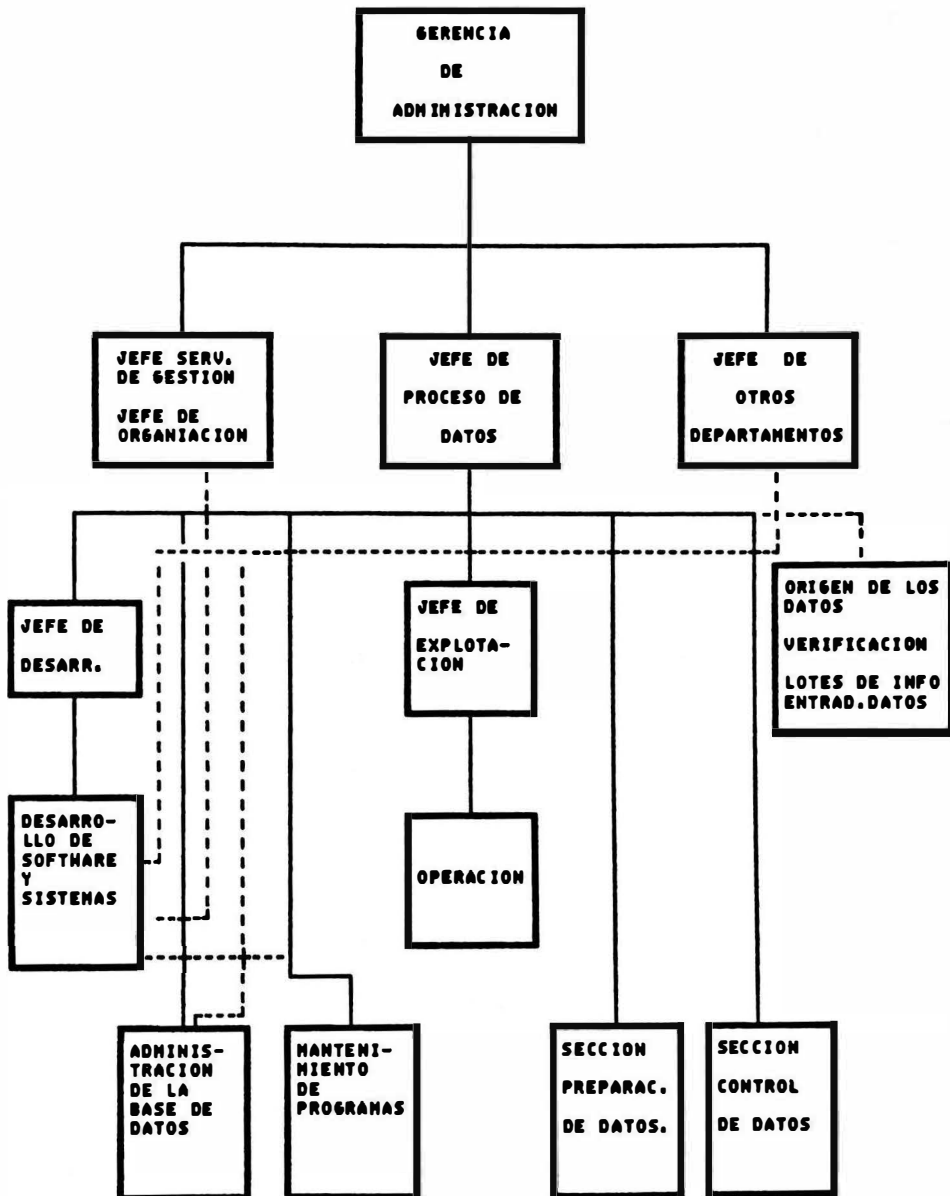 GERENCIA
DE
ADMINISTRACION
JEFE SERV.
DE GESTION
JEFE DE
ORGANIACION
JEFE DE
PROCESO DE
DATOS
JEFE DE
OTROS
DEPARTAMENTOS
JEFE DE
DESARR.
JEFE DE
EXPLOTA-
CION
ORIGEN DE LOS
DATOS
VERIFICACION
LOTES DE INFO
ENTRAD.DATOS
DESARRO-
LLO DE
SOFTWARE
Y
SISTEMAS
OPERACION
ADMINIS-
TRACION
DE LA
BASE DE
DATOS
MANTENI-
MIENTO
DE
PROGRAMAS
SECCION
PREPARAC.
DE DATOS.
SECCION
CONTROL
DE DATOS